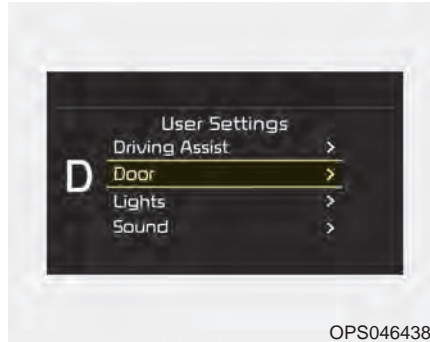 User Settings
Driving Assist >
D
Door >
Lights >
Sound >
OPS046438